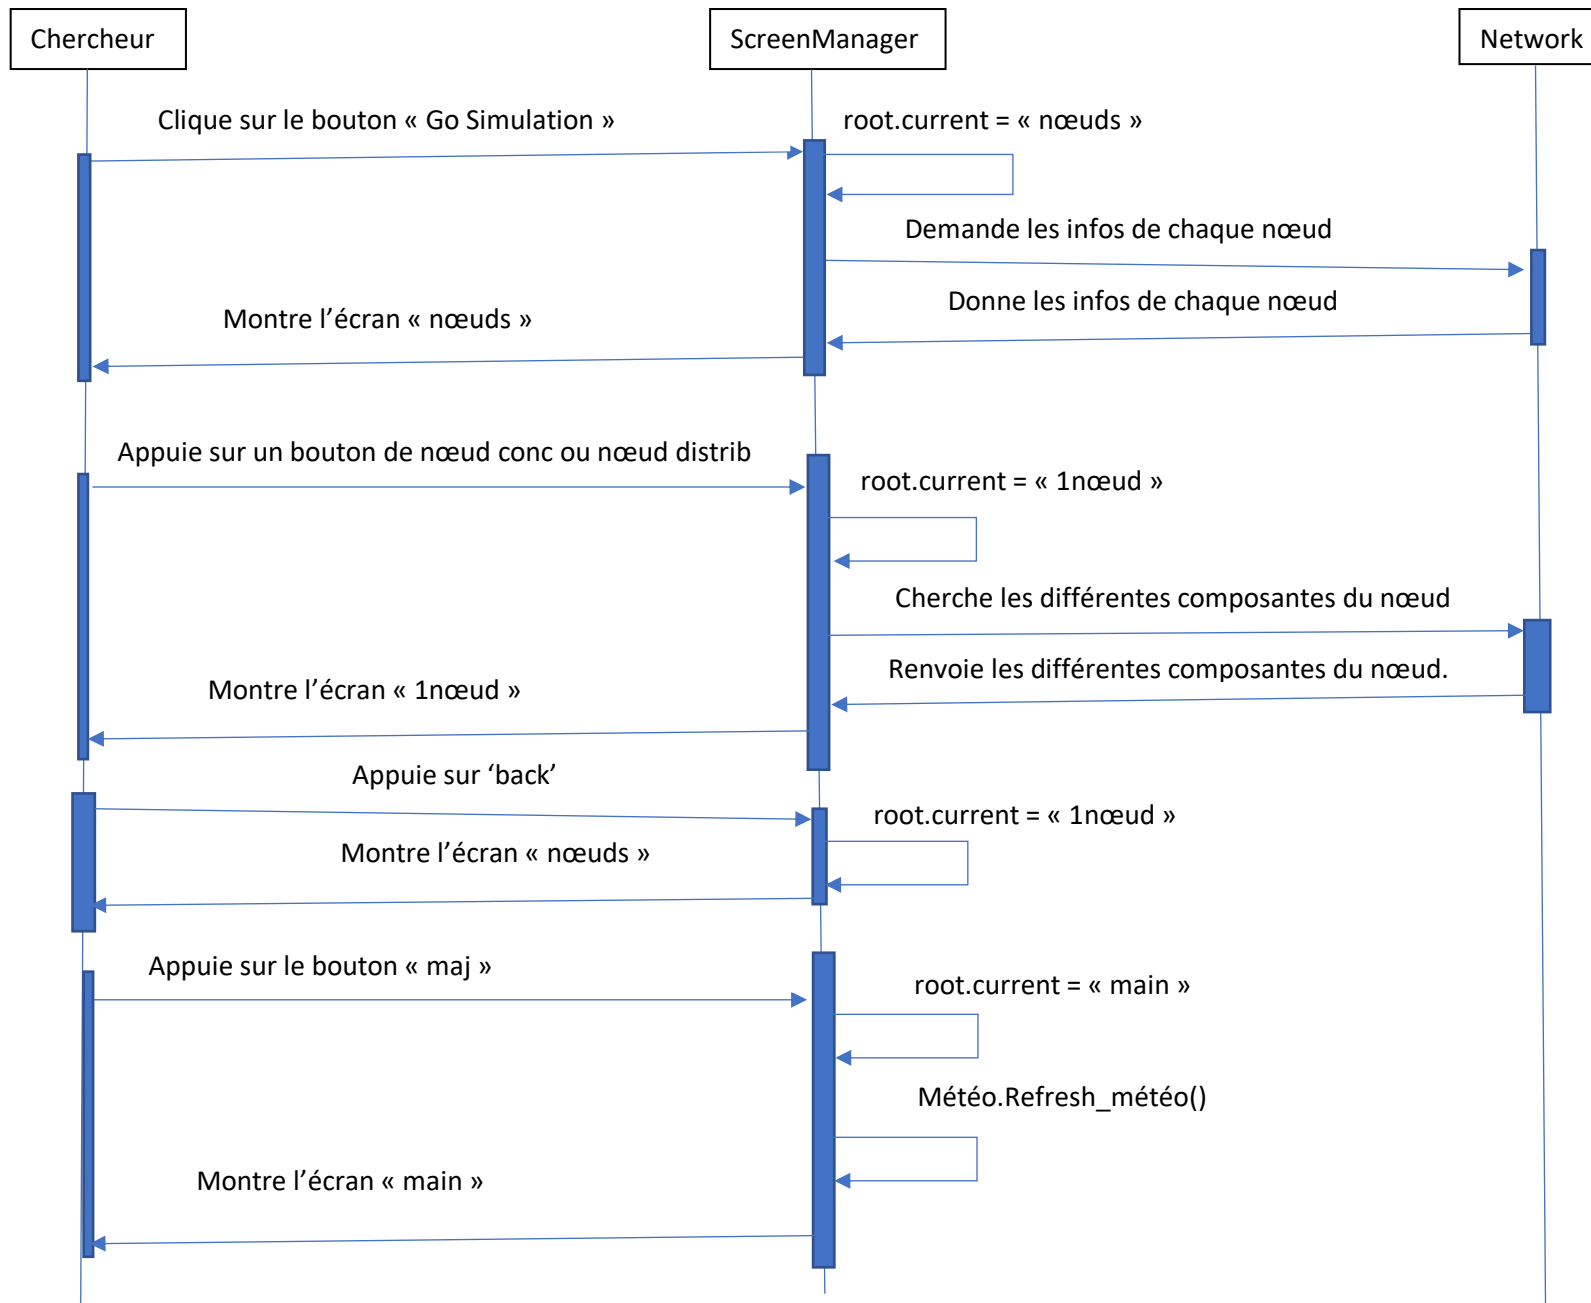 Chercheur
ScreenManager
Network
Clique sur le bouton « Go Simulation »
root.current = « nœuds »
Demande les infos de chaque nœud
Donne les infos de chaque nœud
Montre l’écran « nœuds »
Appuie sur un bouton de nœud conc ou nœud distrib
root.current = « 1nœud »
Cherche les différentes composantes du nœud
Renvoie les différentes composantes du nœud.
Montre l’écran « 1nœud »
Appuie sur ‘back’
root.current = « 1nœud »
Montre l’écran « nœuds »
Appuie sur le bouton « maj »
root.current = « main »
Météo.Refresh_météo()
Montre l’écran « main »